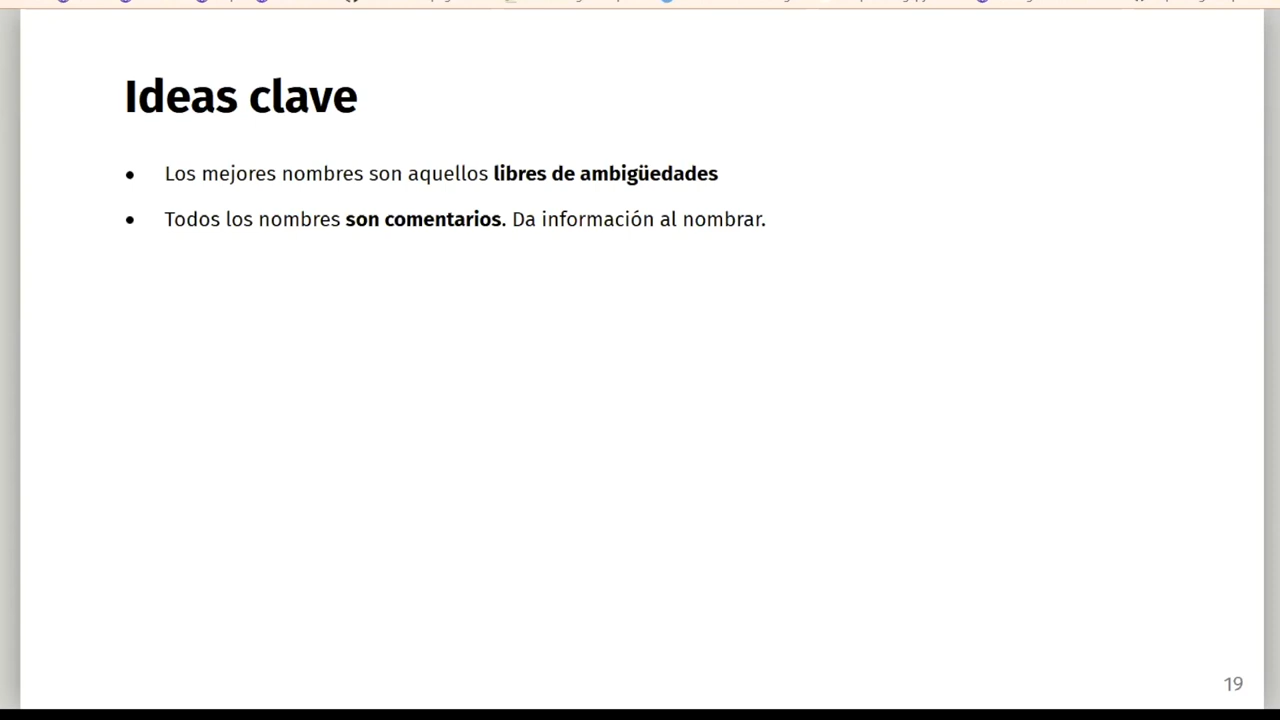 Ideas clave
• Los mejores nombres son aquellos libres de ambigüedades
• Todos los nombres son comentarios. Da información al nombrar.
19